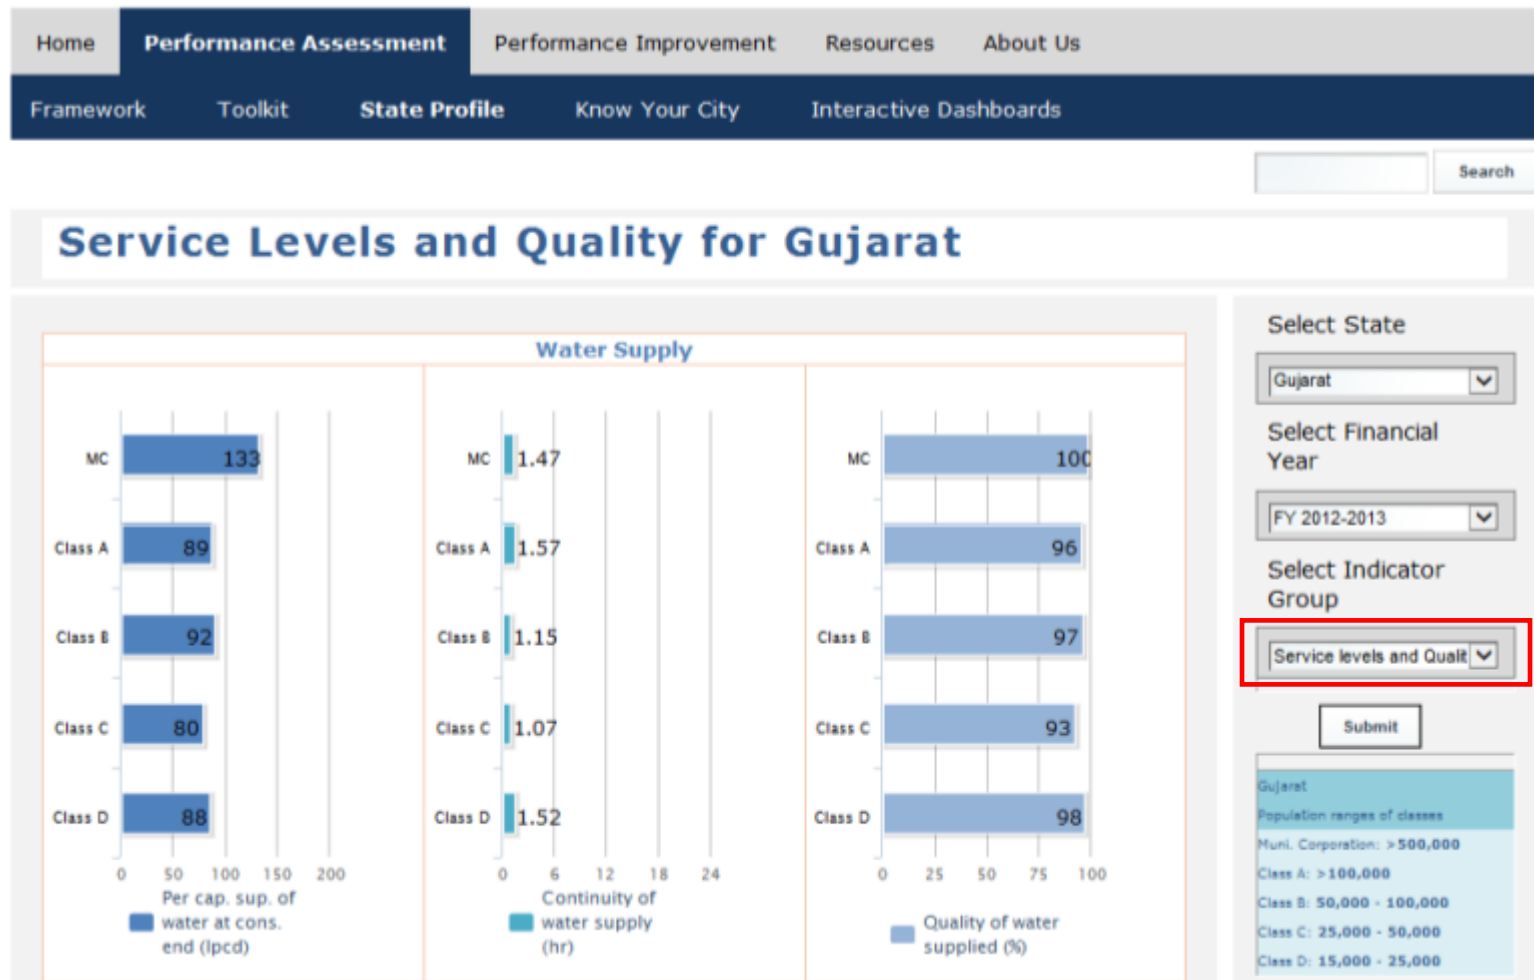 Home Performance Assessment Performance Improvement Resources About Us
Framework Toolkit State Profile Know Your City Interactive Dashboards
Search
Service Levels and Quality for Gujarat
Water Supply
MC 133
Class A 89
Class B 92
Class C 80
Class D 88
0 50 100 150 200
Per cap. sup. of
water at cons.
end (lpcd)
MC 1.47
Class A 1.57
Class B 1.15
Class C 1.07
Class D 1.52
0 6 12 18 24
Continuity of
water supply
(hr)
MC 100
Class A 96
Class B 97
Class C 93
Class D 98
0 25 50 75 100
Quality of water
supplied (%)
Select State
Gujarat
Select Financial
Year
FY 2012-2013
Select Indicator
Group
Service levels and Qualit
Submit
Gujarat
Population ranges of classes
Muni. Corporation: >500,000
Class A: >100,000
Class B: 50,000 - 100,000
Class C: 25,000 - 50,000
Class D: 15,000 - 25,000